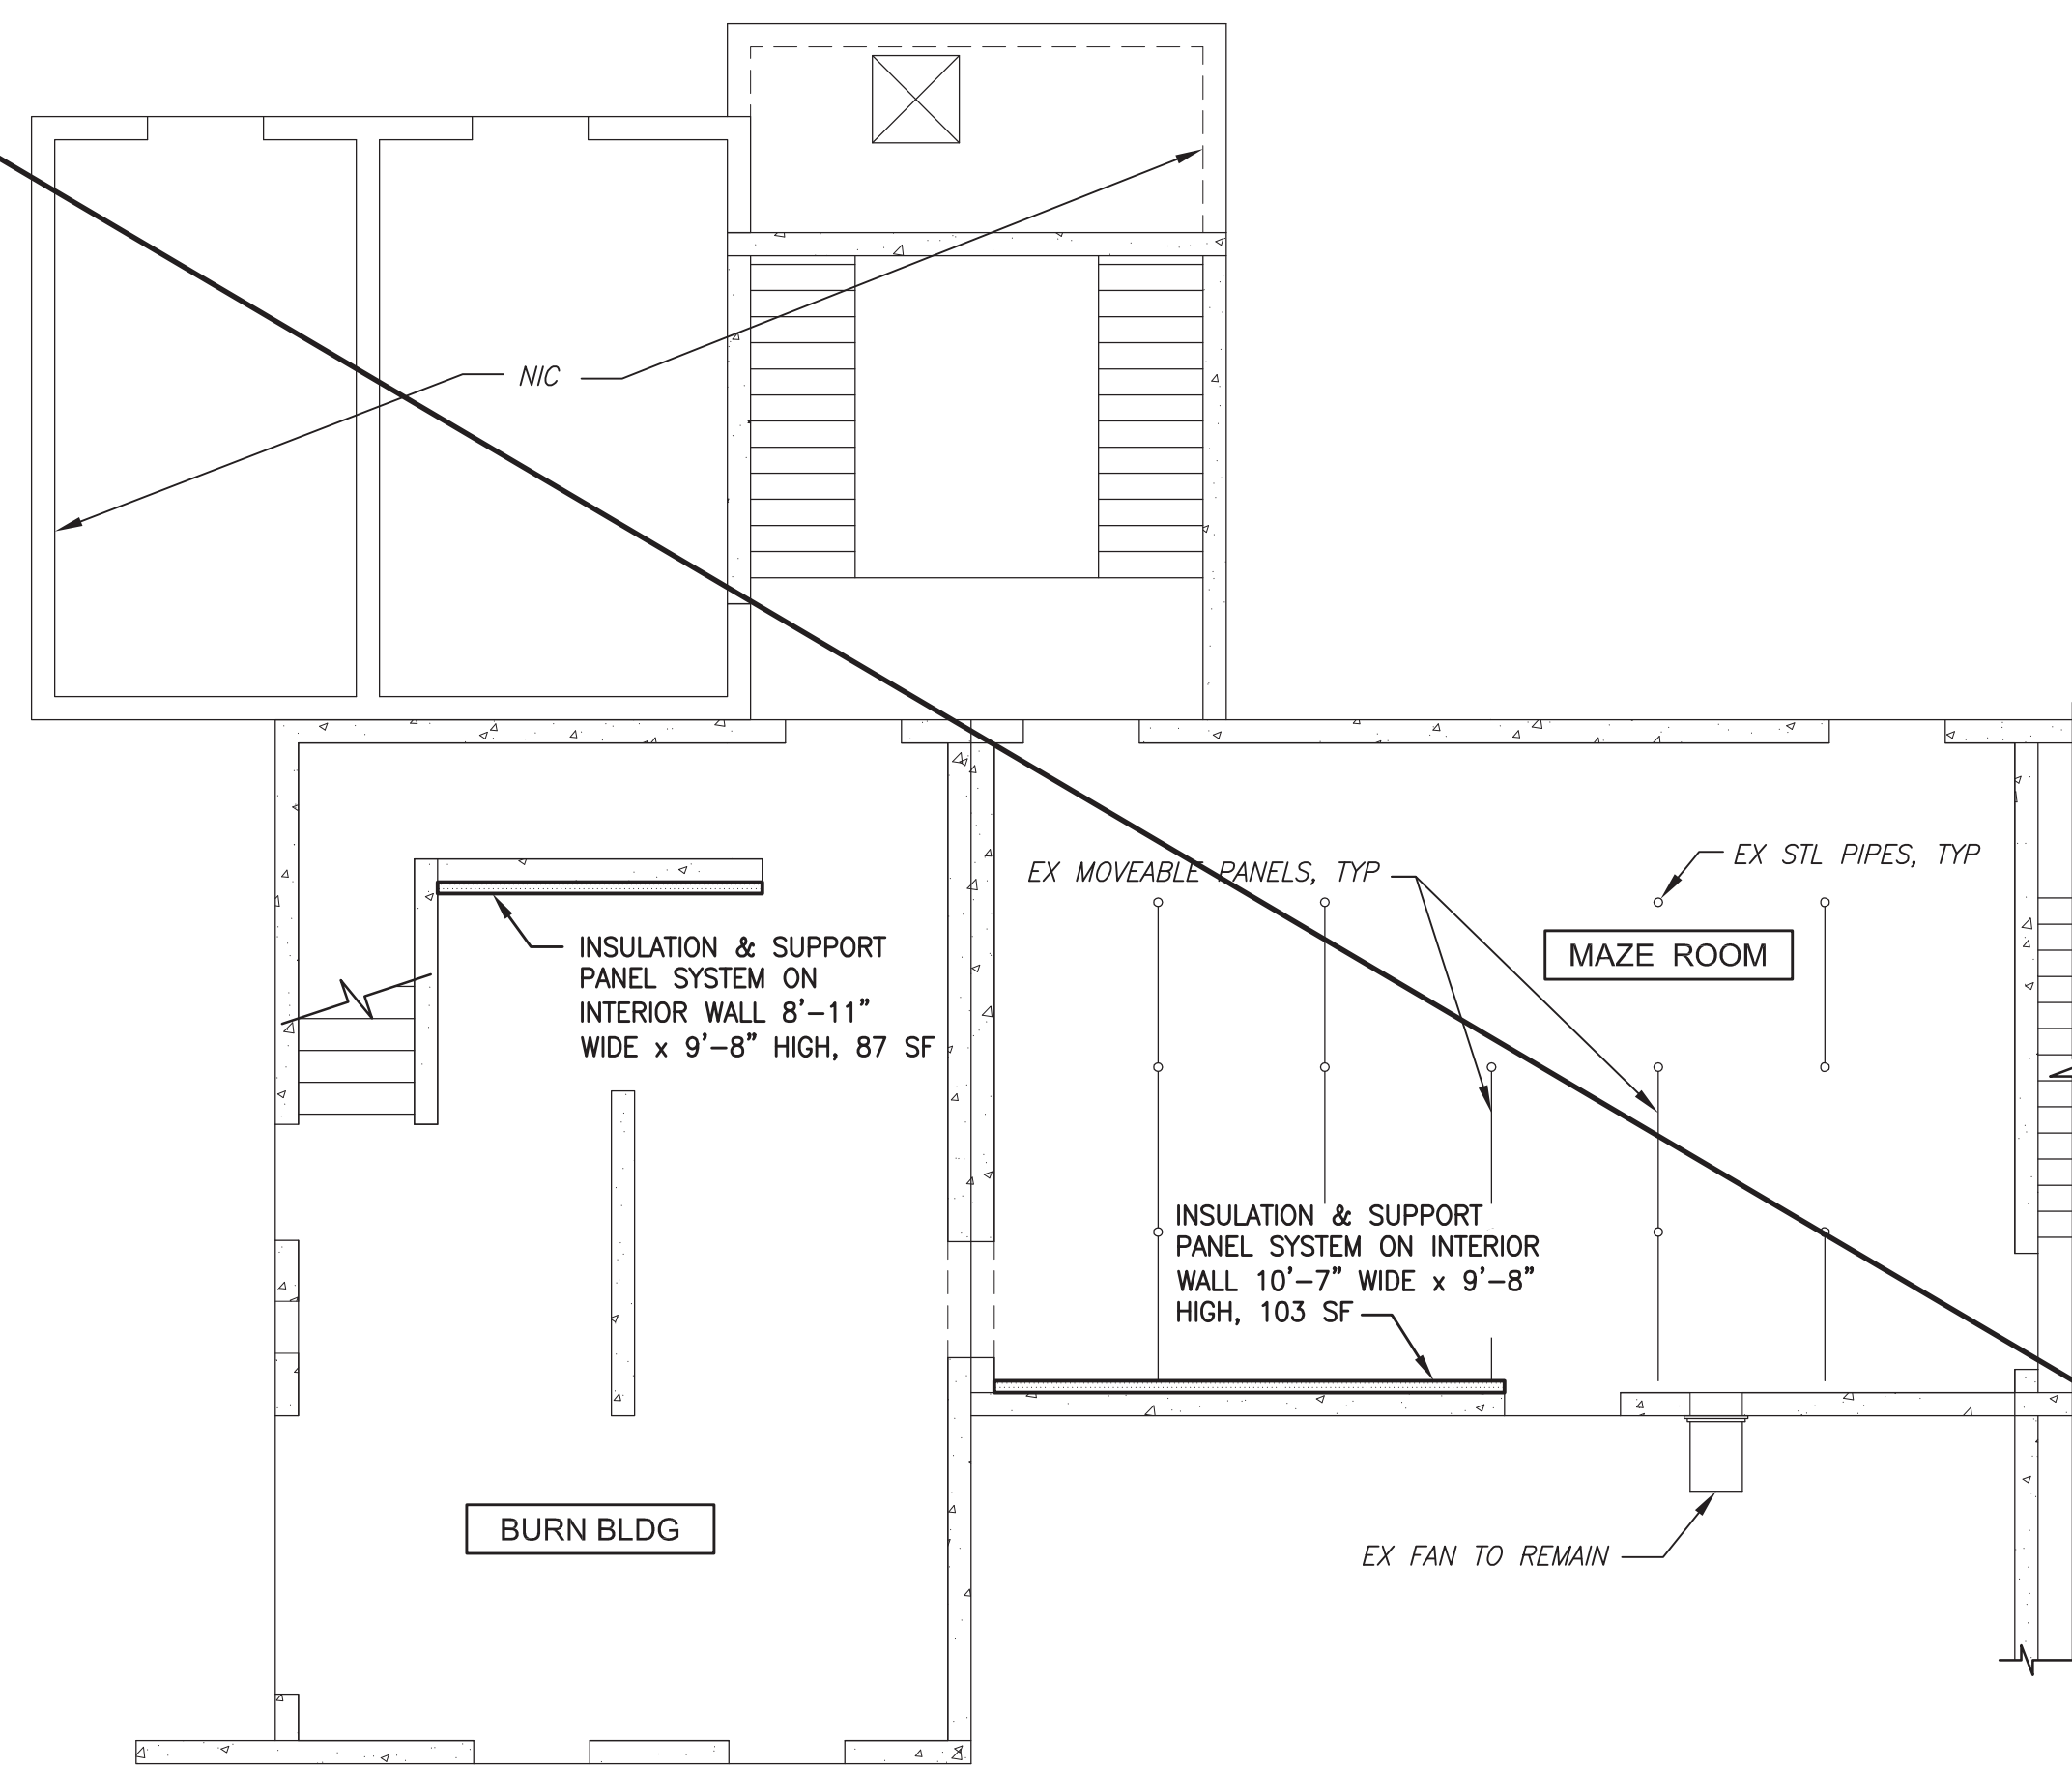 NIC
EX MOVEABLE PANELS, TYP
EX STL PIPES, TYP
MAZE ROOM
INSULATION & SUPPORT
PANEL SYSTEM ON
INTERIOR WALL 8'-11"
WIDE x 9'-8" HIGH, 87 SF
INSULATION & SUPPORT
PANEL SYSTEM ON INTERIOR
WALL 10'-7" WIDE x 9'-8"
HIGH, 103 SF
BURN BLDG
EX FAN TO REMAIN